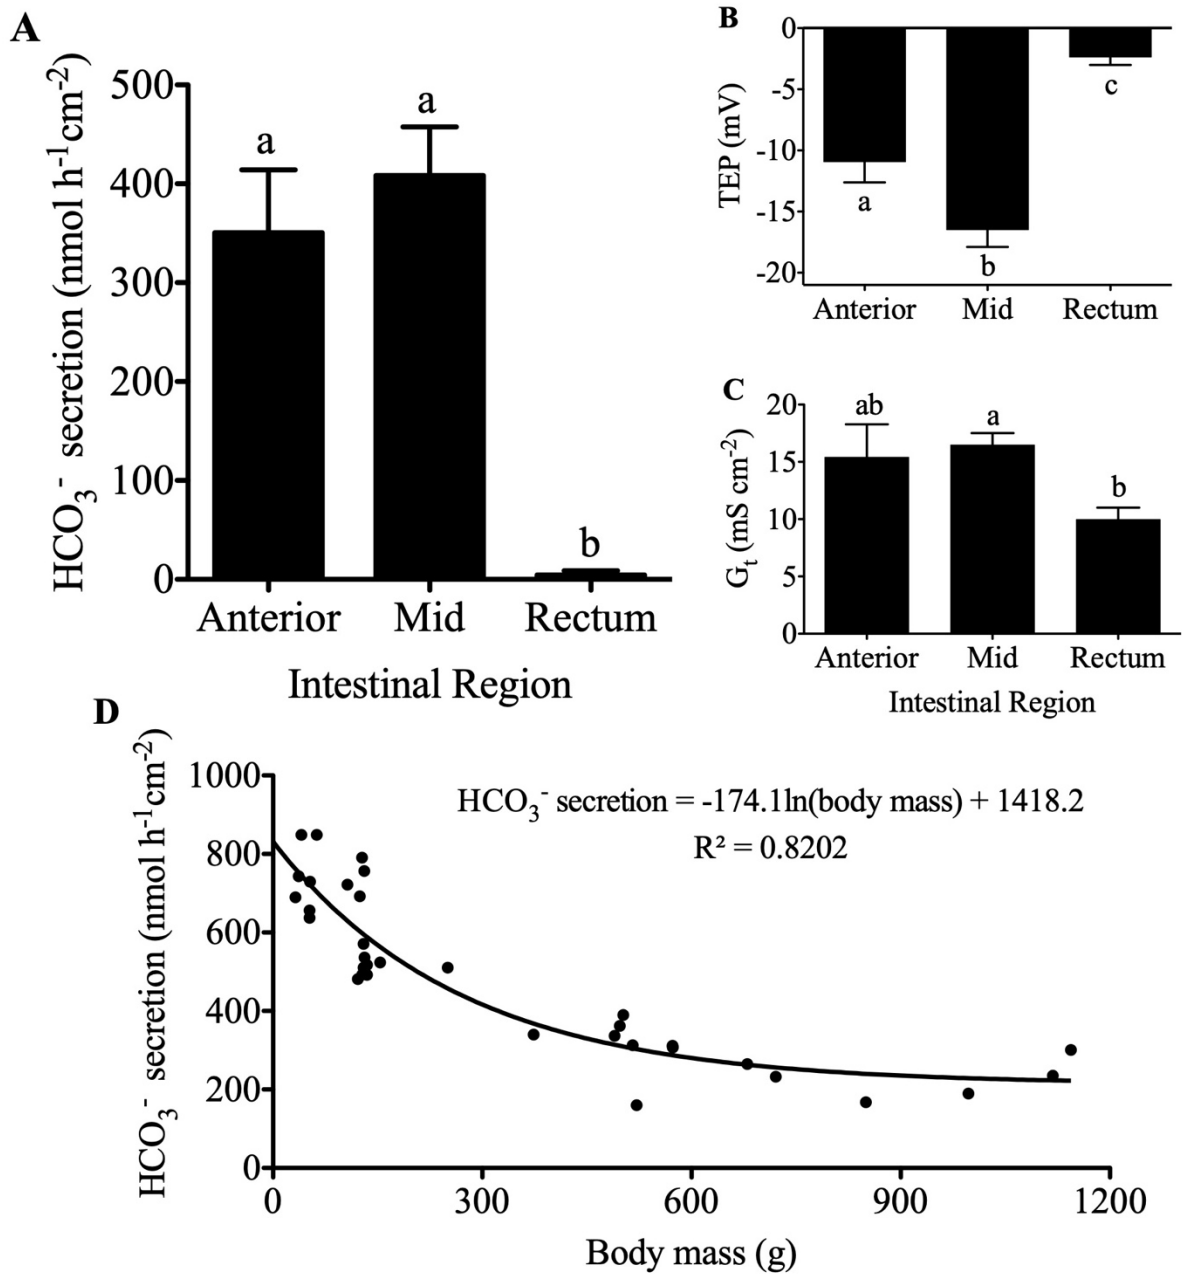 A
HCO₃⁻ secretion (nmol h⁻¹cm⁻²)
500
400
300
200
100
0
a
a
b
Anterior Mid Rectum
Intestinal Region
B
TEP (mV)
0
-5
-10
-15
-20
a
b
c
Anterior Mid Rectum
C
Gₜ (mS cm⁻²)
20
15
10
5
0
ab
a
b
Anterior Mid Rectum
Intestinal Region
D
HCO₃⁻ secretion (nmol h⁻¹cm⁻²)
1000
800
600
400
200
0
HCO₃⁻ secretion = -174.1ln(body mass) + 1418.2
R² = 0.8202
0 300 600 900 1200
Body mass (g)